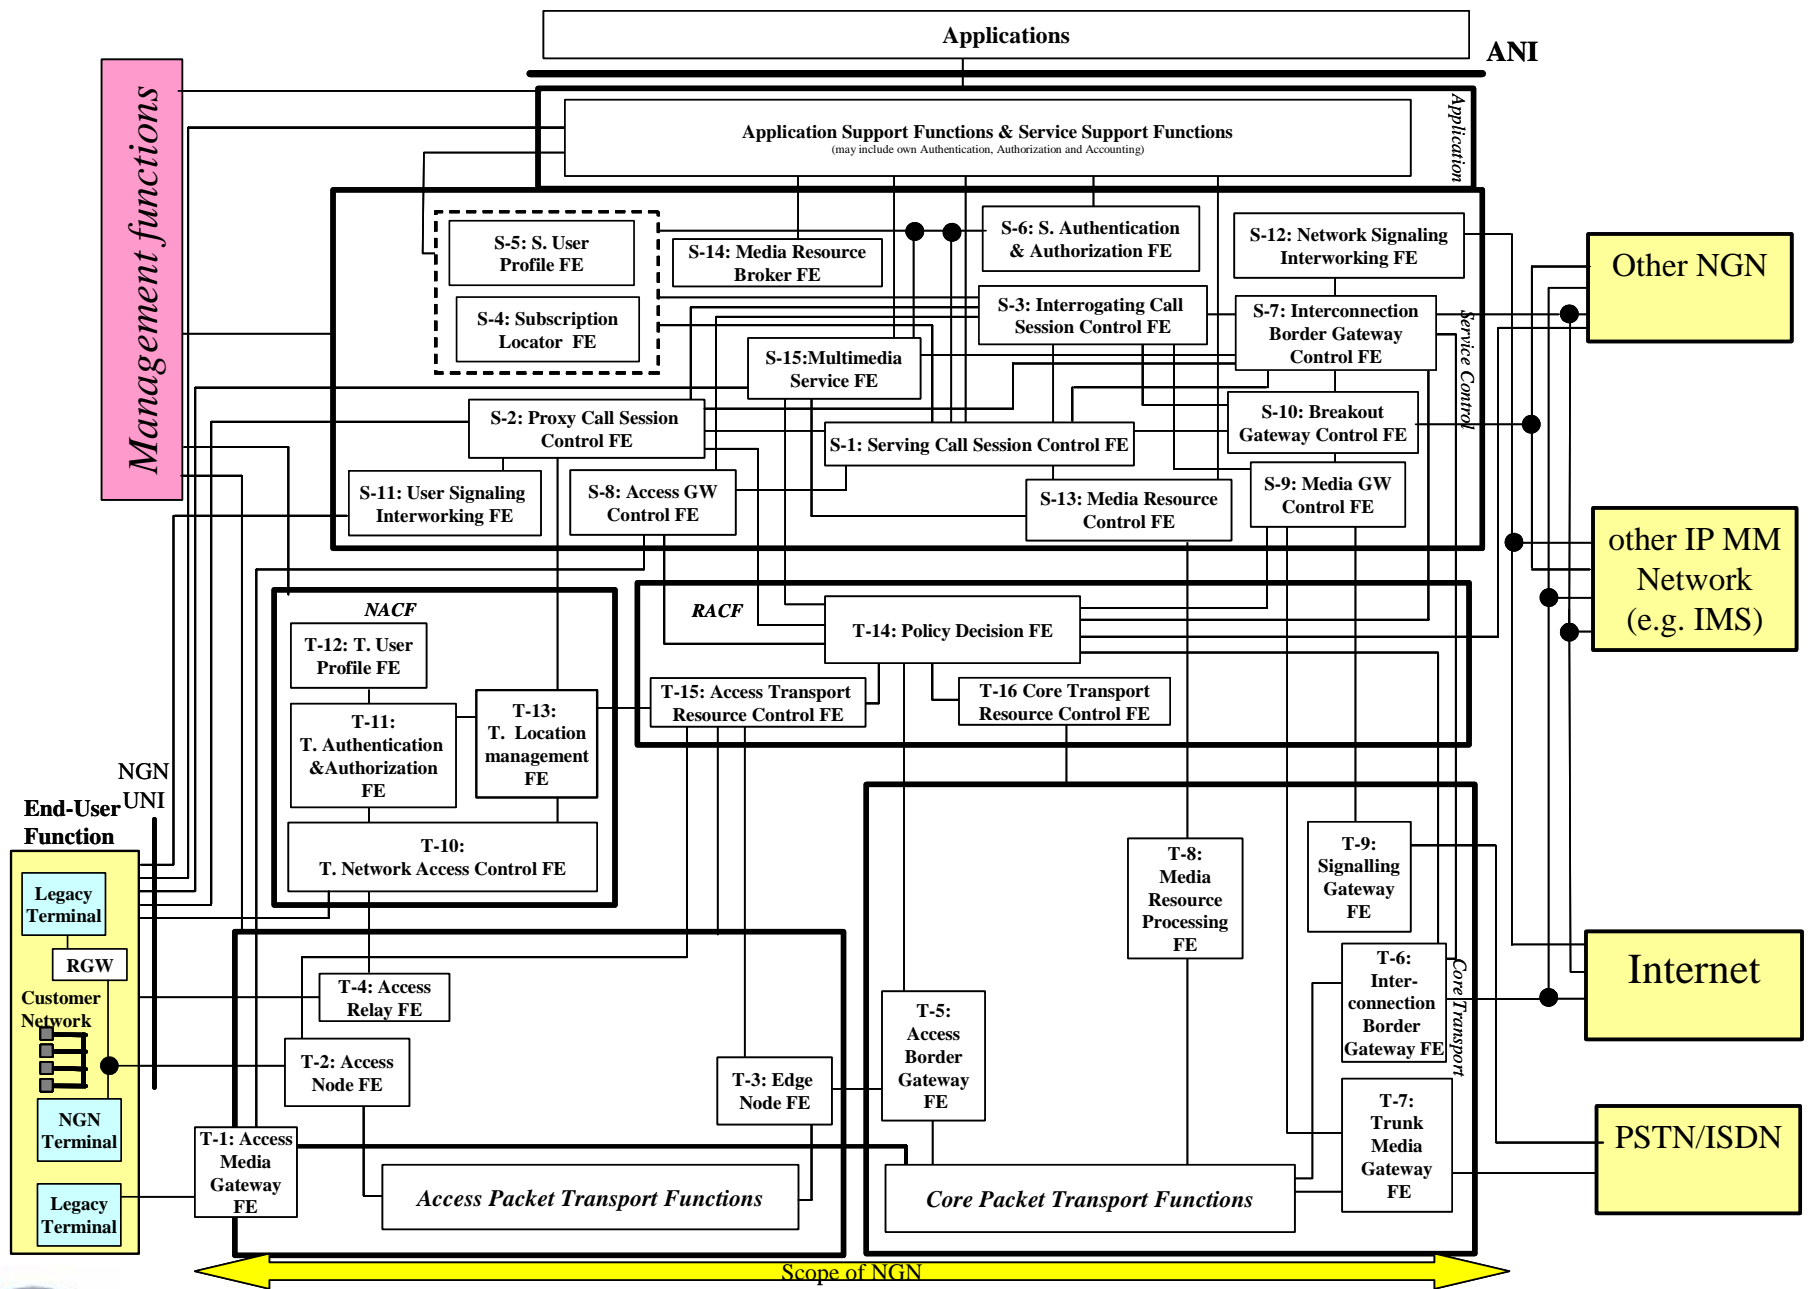 Applications
ANI
Management functions
Application
Application Support Functions & Service Support Functions
(may include own Authentication, Authorization and Accounting)
S-5: S. User
Profile FE
S-14: Media Resource
Broker FE
S-6: S. Authentication
& Authorization FE
S-12: Network Signaling
Interworking FE
Other NGN
S-4: Subscription
Locator FE
S-3: Interrogating Call
Session Control FE
S-7: Interconnection
Border Gateway
Control FE
Service Control
S-15:Multimedia
Service FE
S-2: Proxy Call Session
Control FE
S-1: Serving Call Session Control FE
S-10: Breakout
Gateway Control FE
S-11: User Signaling
Interworking FE
S-8: Access GW
Control FE
S-13: Media Resource
Control FE
S-9: Media GW
Control FE
other IP MM
Network
(e.g. IMS)
NACF
RACF
T-12: T. User
Profile FE
T-14: Policy Decision FE
T-11:
T. Authentication
&Authorization
FE
T-13:
T. Location
management
FE
T-15: Access Transport
Resource Control FE
T-16 Core Transport
Resource Control FE
NGN
UNI
End-User
Function
T-10:
T. Network Access Control FE
T-8:
Media
Resource
Processing
FE
T-9:
Signalling
Gateway
FE
Legacy
Terminal
RGW
Customer
Network
T-4: Access
Relay FE
T-2: Access
Node FE
T-3: Edge
Node FE
T-5:
Access
Border
Gateway
FE
T-6:
Inter-
connection
Border
Gateway FE
Core Transport
Internet
NGN
Terminal
T-1: Access
Media
Gateway
FE
T-7:
Trunk
Media
Gateway
FE
PSTN/ISDN
Legacy
Terminal
Access Packet Transport Functions
Core Packet Transport Functions
Scope of NGN